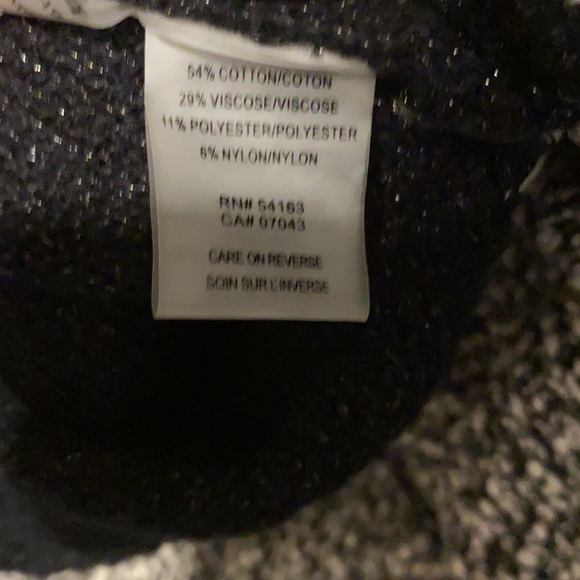 54% COTTON/COTON
29% VISCOSE/VISCOSE
11% POLYESTER/POLYESTER
6% NYLON/NYLON
RN# 54163
CA# 07043
CARE ON REVERSE
SOIN SUR L'INVERSE